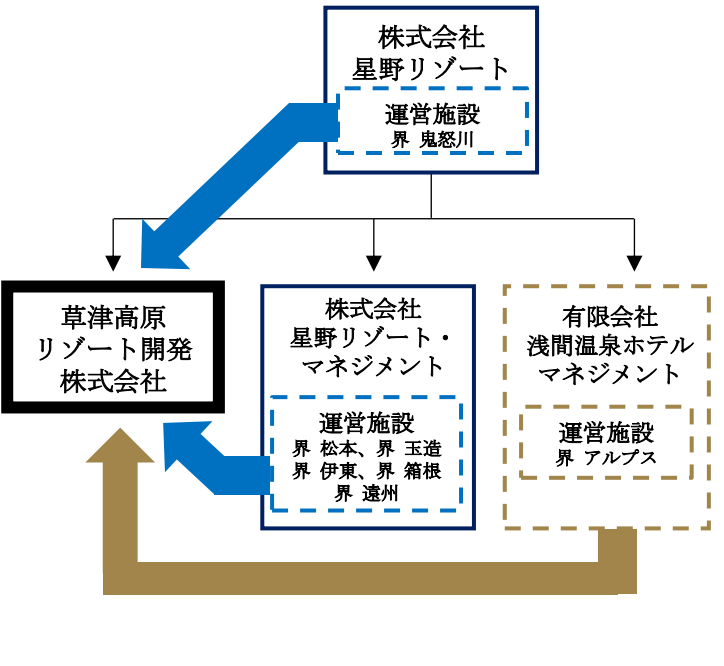 株式会社
星野リゾート
運営施設
界 鬼怒川
草津高原
リゾート開発
株式会社
株式会社
星野リゾート・
マネジメント
運営施設
界 松本、界 玉造
界 伊東、界 箱根
界 遠州
有限会社
浅間温泉ホテル
マネジメント
運営施設
界 アルプス